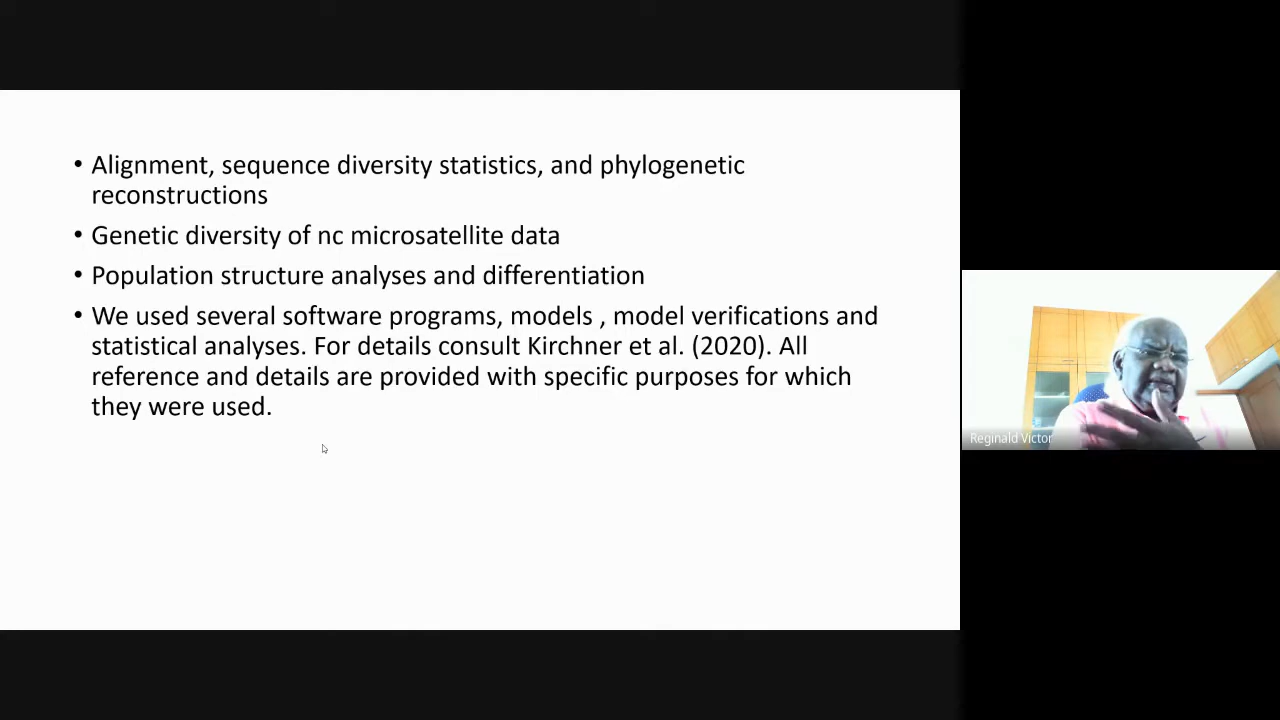 • Alignment, sequence diversity statistics, and phylogenetic
reconstructions
• Genetic diversity of nc microsatellite data
• Population structure analyses and differentiation
• We used several software programs, models , model verifications and
statistical analyses. For details consult Kirchner et al. (2020). All
reference and details are provided with specific purposes for which
they were used.
Reginald Victor